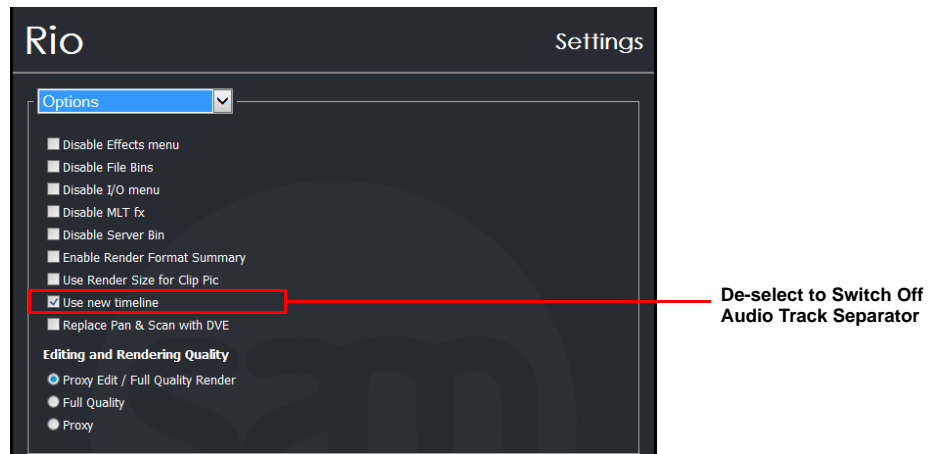 Rio
Settings
Options
Disable Effects menu
Disable File Bins
Disable I/O menu
Disable MLT fx
Disable Server Bin
Enable Render Format Summary
Use Render Size for Clip Pic
Use new timeline
Replace Pan & Scan with DVE
Editing and Rendering Quality
Proxy Edit / Full Quality Render
Full Quality
Proxy
sam
De-select to Switch Off
Audio Track Separator